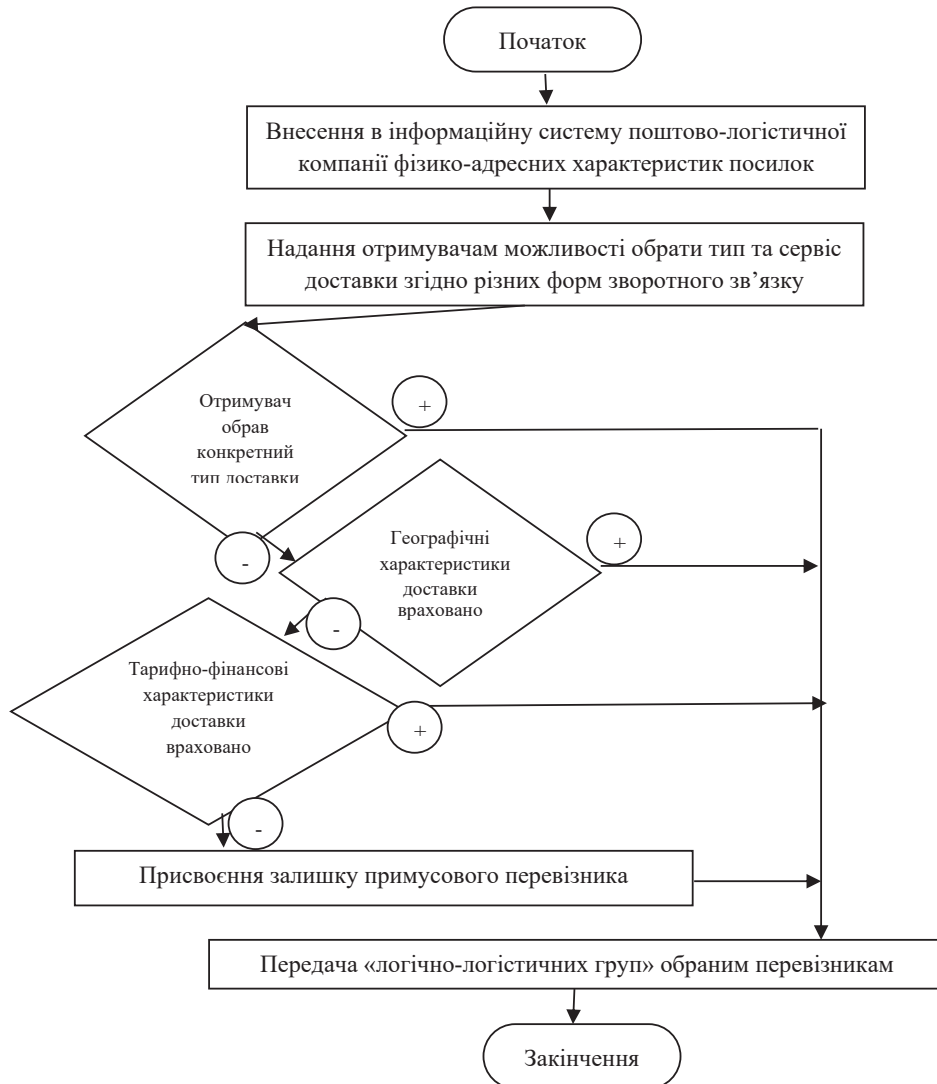 Початок
Внесення в інформаційну систему поштово-логістичної
компанії фізико-адресних характеристик посилок
Надання отримувачам можливості обрати тип та сервіс
доставки згідно різних форм зворотного зв’язку
Отримувач
обрав
конкретний
тип доставки
+
-
Географічні
характеристики
доставки
враховано
+
-
Тарифно-фінансові
характеристики
доставки
враховано
+
-
Присвоєння залишку примусового перевізника
Передача «логічно-логістичних груп» обраним перевізникам
Закінчення